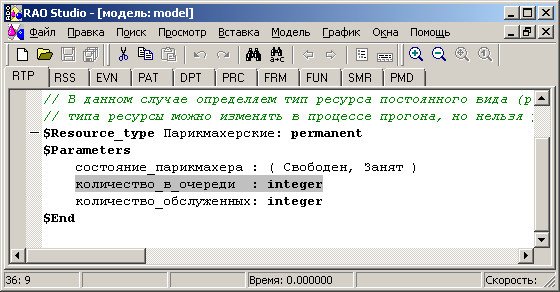 RAO Studio - [модель: model]
Файл Правка Поиск Просмотр Вставка Модель График Окна Помощь
RTP RSS EVN PAT DPT PRC FRM FUN SMR PMD
// В данном случае определяем тип ресурса постоянного вида (р
// типа ресурсы можно изменять в процессе прогона, но нельзя
$Resource_type Парикмахерские: permanent
$Parameters
состояние_парикмахера : ( Свободен, Занят )
количество_в_очереди : integer
количество_обслуженных: integer
$End
36: 9 Время: 0.000000 Скорость: